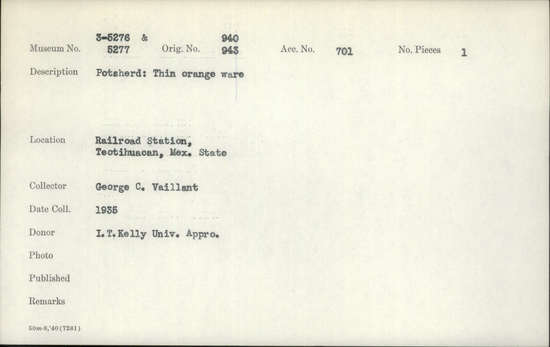 3-5276 & 940
Museum No. 5277 Orig. No. 943 Acc. No. 701 No. Pieces 1
Description Potsherd: Thin orange ware
Location Railroad Station,
Teotihuacan, Mex. State
Collector George C. Vaillant
Date Coll. 1935
Donor I.T.Kelly Univ. Appro.
Photo
Published
Remarks
50m-8,'40(7281)